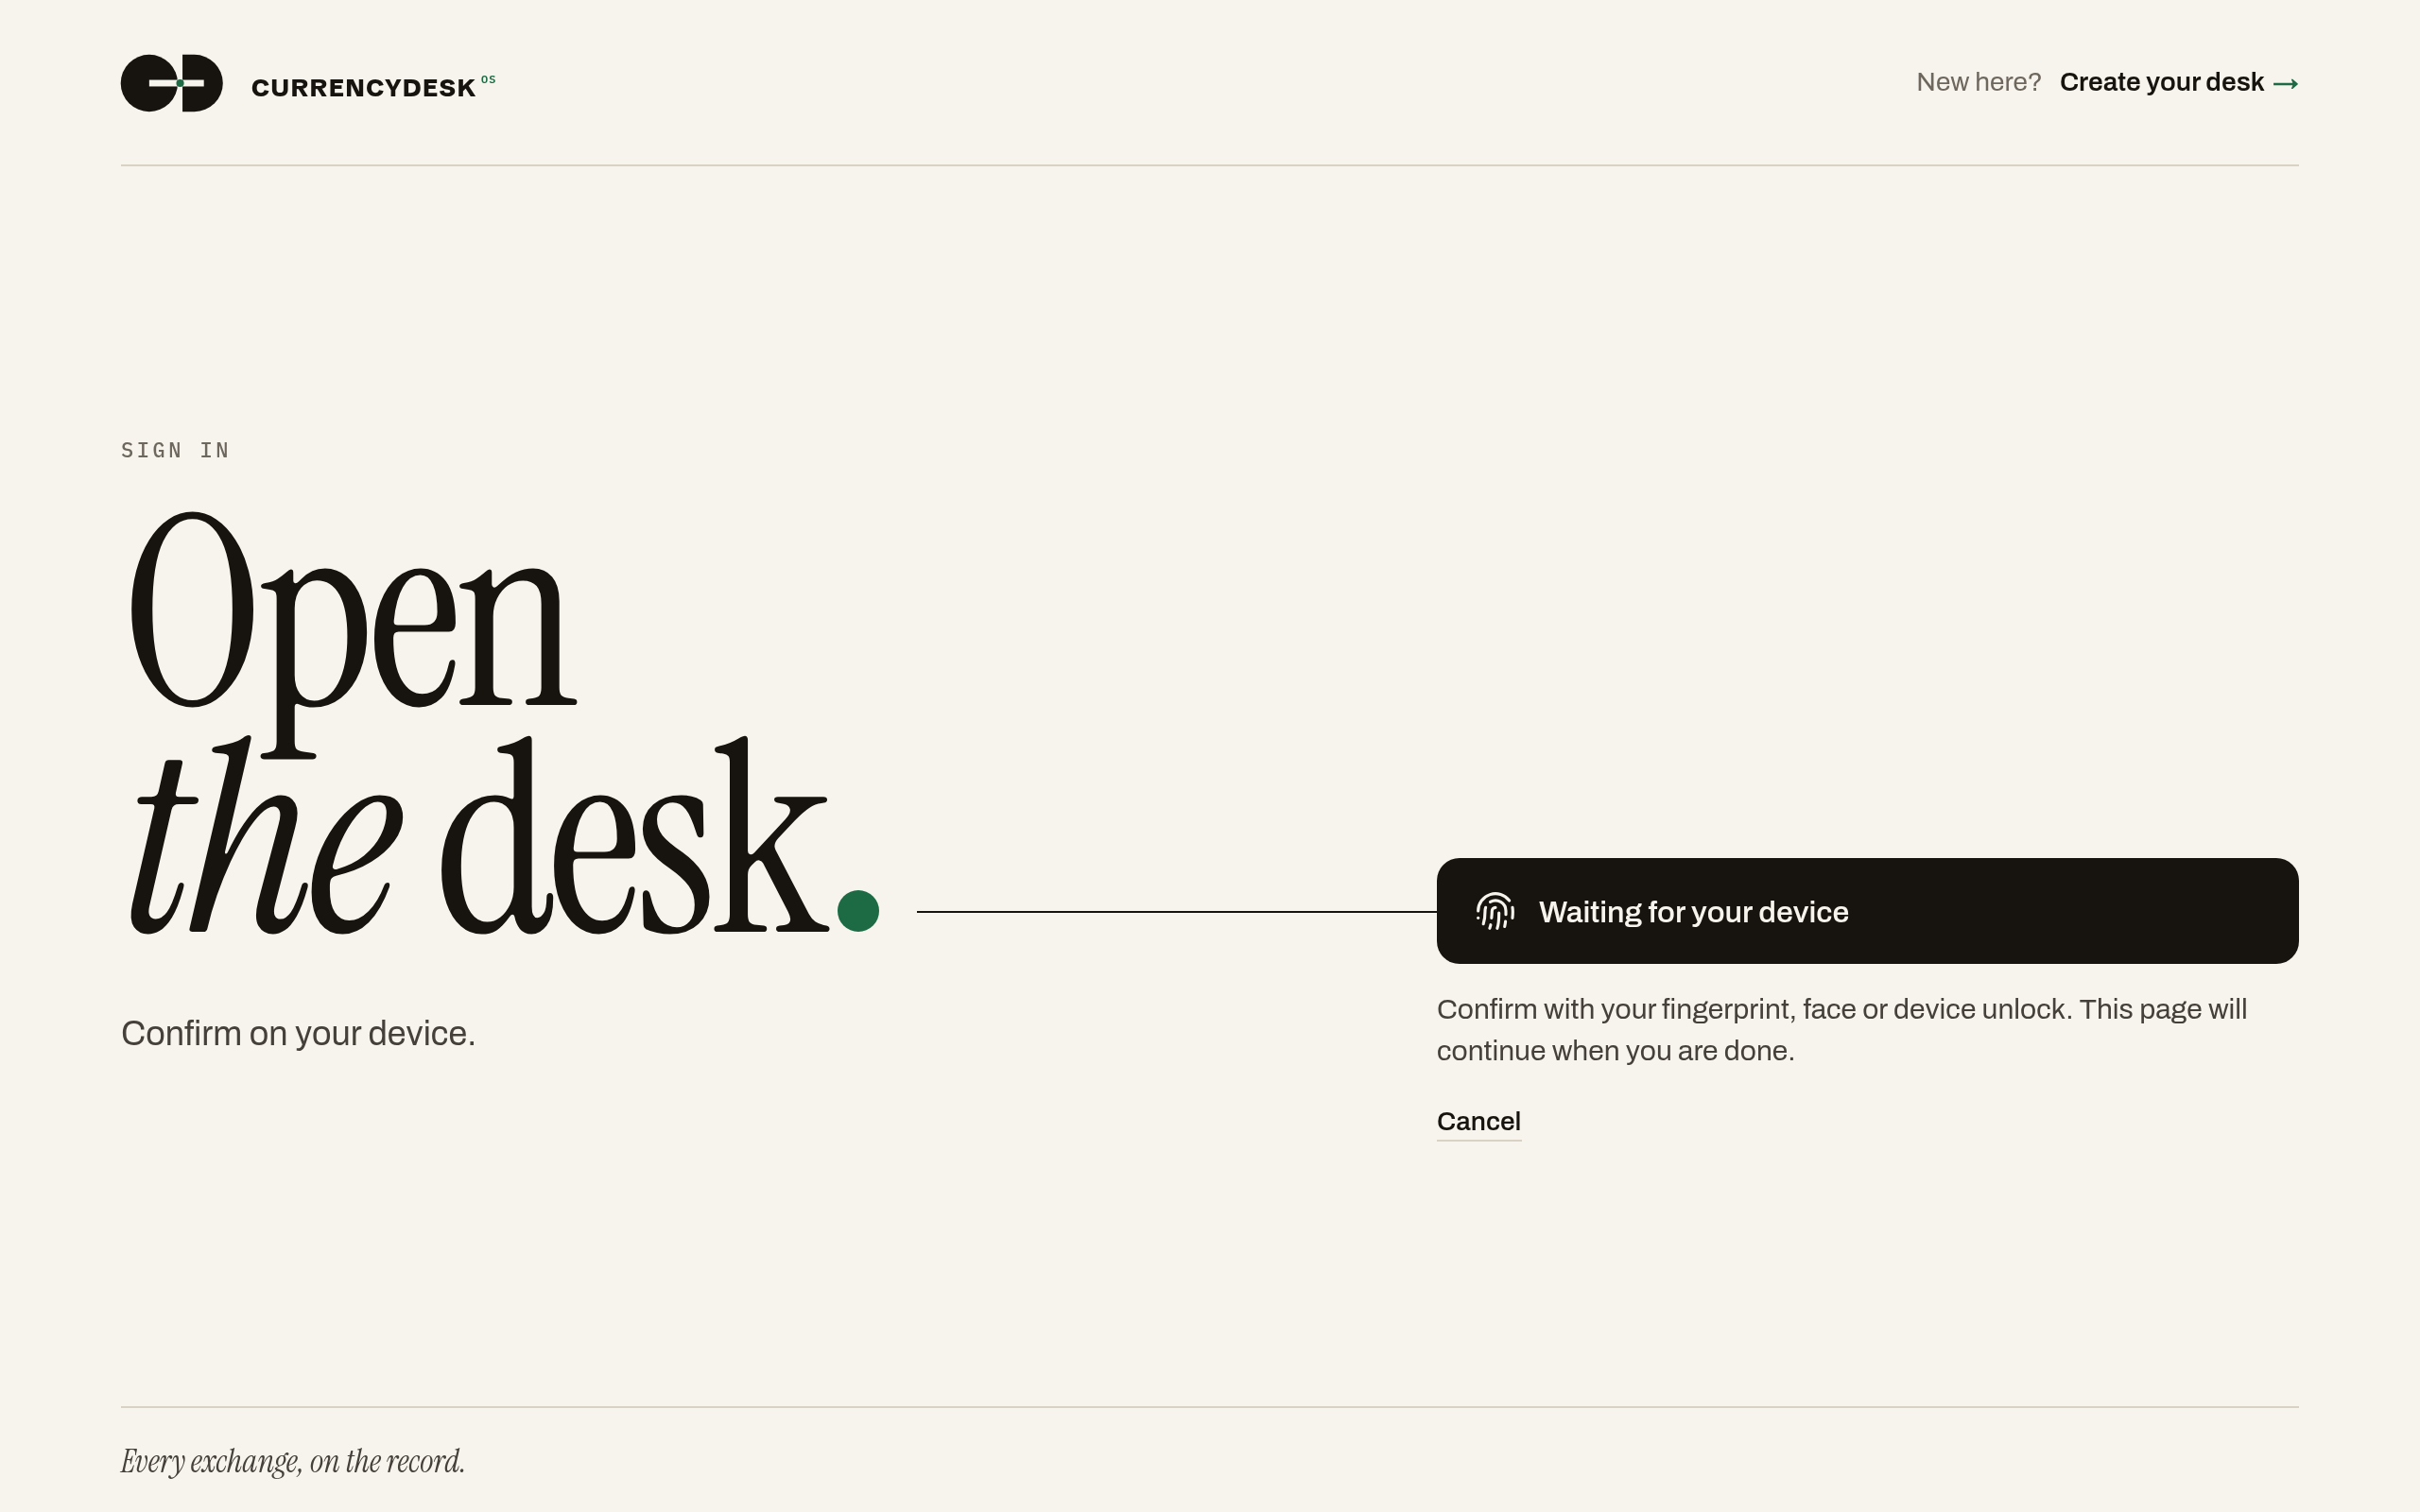 CURRENCYDESK OS
New here? Create your desk →
SIGN IN
Open
the desk.
Waiting for your device
Confirm on your device.
Confirm with your fingerprint, face or device unlock. This page will
continue when you are done.
Cancel
Every exchange, on the record.